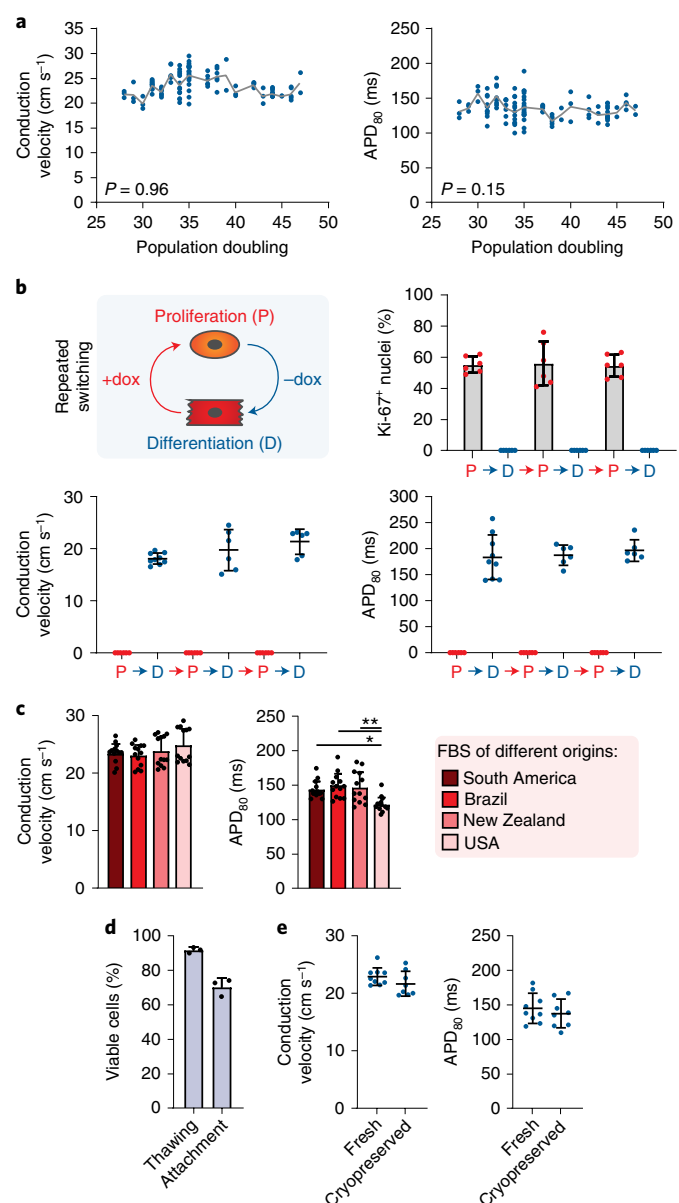 a
35
30
25
20
15
10
5
0
Conduction
velocity (cm s⁻¹)
P = 0.96
25 30 35 40 45 50
Population doubling
250
200
150
100
50
0
APD₈₀ (ms)
P = 0.15
25 30 35 40 45 50
Population doubling
b
Repeated
switching
Proliferation (P)
+dox
–dox
Differentiation (D)
100
80
60
40
20
0
Ki-67⁺ nuclei (%)
P → D → P → D → P → D
30
20
10
0
Conduction
velocity (cm s⁻¹)
P → D → P → D → P → D
300
250
200
150
100
50
0
APD₈₀ (ms)
P → D → P → D → P → D
c
30
20
10
0
Conduction
velocity (cm s⁻¹)
250
200
150
100
50
0
APD₈₀ (ms)
**
*
FBS of different origins:
South America
Brazil
New Zealand
USA
d
100
80
60
40
20
0
Viable cells (%)
Thawing
Attachment
e
30
20
10
0
Conduction
velocity (cm s⁻¹)
Fresh
Cryopreserved
250
200
150
100
50
0
APD₈₀ (ms)
Fresh
Cryopreserved